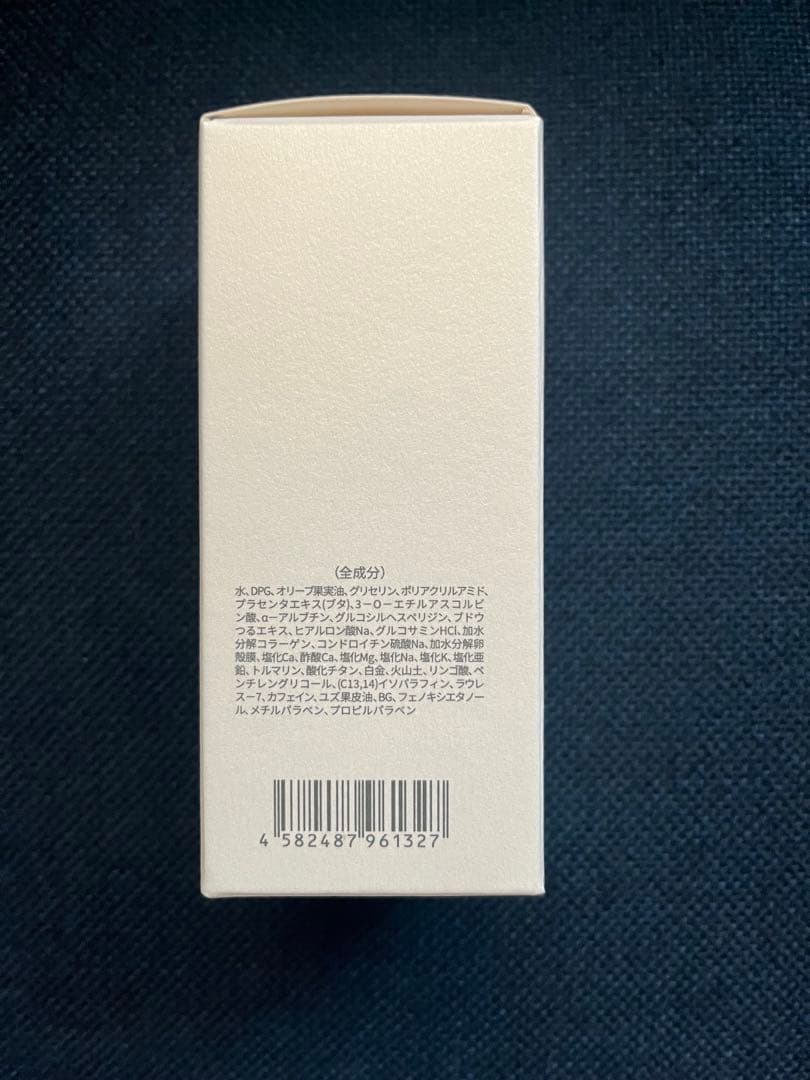 (全成分)
水、DPG、オリーブ果実油、グリセリン、ポリアクリルアミド、
プラセンタエキス(ブタ)、3－O－エチルアスコルビ
ン酸、α－アルブチン、グルコシルヘスペリジン、ブドウ
つるエキス、ヒアルロン酸Na、グルコサミンHCl、加水
分解コラーゲン、コンドロイチン硫酸Na、加水分解卵
殻膜、塩化Ca、酢酸Ca、塩化Mg、塩化Na、塩化K、塩化亜
鉛、トルマリン、酸化チタン、白金、火山土、リンゴ酸、ペ
ンチレングリコール、(C13,14)イソパラフィン、ラウレ
ス－7、カフェイン、ユズ果皮油、BG、フェノキシエタノー
ル、メチルパラベン、プロピルパラベン
4 582487 961327